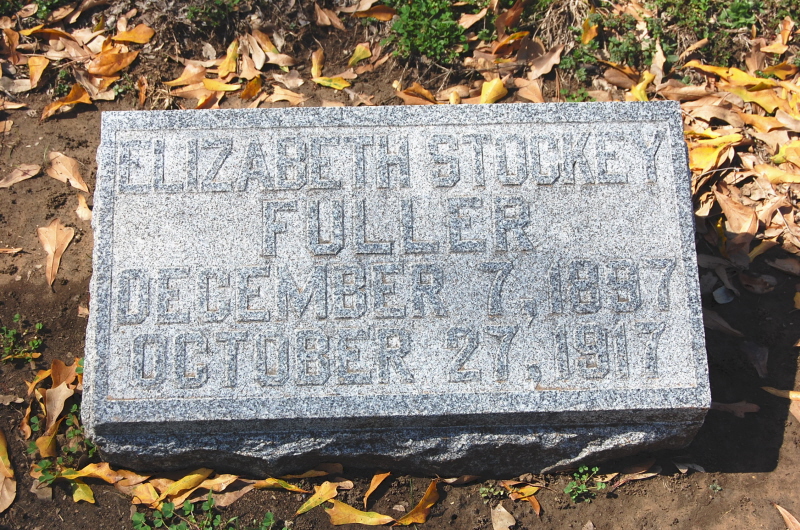 ELIZABETH STUCKEY
FULLER
DECEMBER 7, 1897
OCTOBER 27, 1917